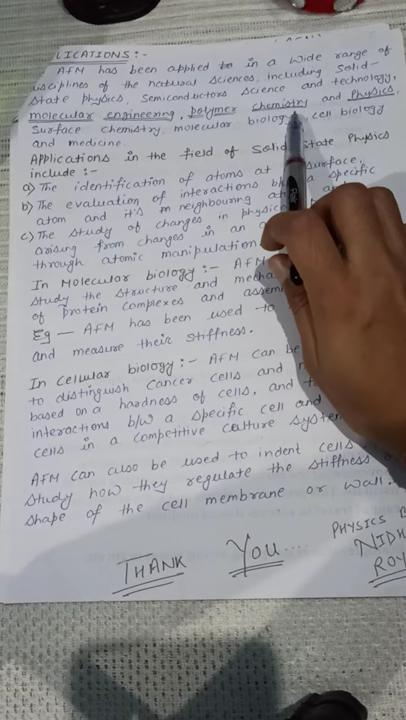 LICATIONS :-
AFM has been applied to in a wide range of
isciplines of the natural sciences, including solid-
state physics, Semiconductors science and technology,
molecular engineering, polymer chemistry and Physics,
Surface chemistry, molecular biology, cell biology
and medicine.
Applications in the field of Solid State Physics
include :-
a) The identification of atoms at surface,
b) The evaluation of interactions b/w a specific
atom and it's neighbouring
c) The study of changes in physic
arising from changes in an
through atomic manipulation
In Molecular biology :- AFM
study the structure and mecha
of protein complexes and assem
Eg — AFM has been used to
and measure their stiffness.
In cellular biology :- AFM can be
to distinguish cancer cells and
based on a hardness of cells, and
interactions b/w a specific cell and
cells in a competitive culture system
AFM can also be used to indent cells
study how they regulate the stiffness
shape of the cell membrane or wall.
THANK YOU....
PHYSICS B
NIDH
ROY